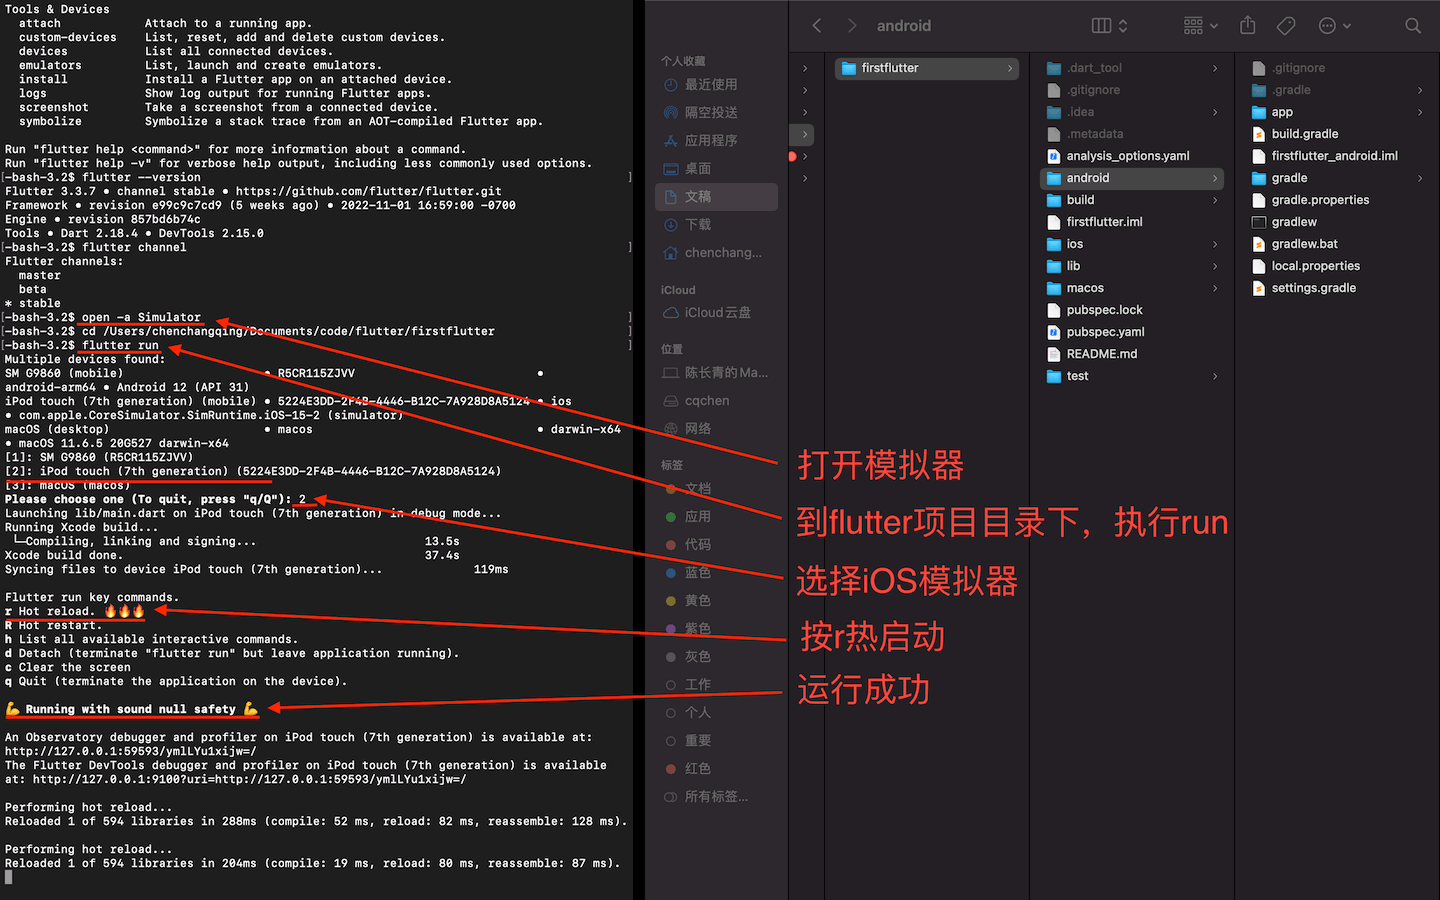 Tools & Devices
attach Attach to a running app.
custom-devices List, reset, add and delete custom devices.
devices List all connected devices.
emulators List, launch and create emulators.
install Install a Flutter app on an attached device.
logs Show log output for running Flutter apps.
screenshot Take a screenshot from a connected device.
symbolize Symbolize a stack trace from an AOT-compiled Flutter app.
Run "flutter help <command>" for more information about a command.
Run "flutter help -v" for verbose help output, including less commonly used options.
[-bash-3.2$ flutter --version ]
Flutter 3.3.7 • channel stable • https://github.com/flutter/flutter.git
Framework • revision e99c9c7cd9 (5 weeks ago) • 2022-11-01 16:59:00 -0700
Engine • revision 857bd6b74c
Tools • Dart 2.18.4 • DevTools 2.15.0
[-bash-3.2$ flutter channel ]
Flutter channels:
master
beta
* stable
[-bash-3.2$ open -a Simulator ]
[-bash-3.2$ cd /Users/chenchangqing/Documents/code/flutter/firstflutter ]
[-bash-3.2$ flutter run ]
Multiple devices found:
SM G9860 (mobile) • R5CR115ZJVV •
android-arm64 • Android 12 (API 31)
iPod touch (7th generation) (mobile) • 5224E3DD-2F4B-4446-B12C-7A928D8A5124 • ios
• com.apple.CoreSimulator.SimRuntime.iOS-15-2 (simulator)
macOS (desktop) • macos • darwin-x64
• macOS 11.6.5 20G527 darwin-x64
[1]: SM G9860 (R5CR115ZJVV)
[2]: iPod touch (7th generation) (5224E3DD-2F4B-4446-B12C-7A928D8A5124)
[3]: macOS (macos)
Please choose one (To quit, press "q/Q"): 2
Launching lib/main.dart on iPod touch (7th generation) in debug mode...
Running Xcode build...
└─Compiling, linking and signing... 13.5s
Xcode build done. 37.4s
Syncing files to device iPod touch (7th generation)... 119ms
Flutter run key commands.
r Hot reload. 🔥🔥🔥
R Hot restart.
h List all available interactive commands.
d Detach (terminate "flutter run" but leave application running).
c Clear the screen
q Quit (terminate the application on the device).
💪 Running with sound null safety 💪
An Observatory debugger and profiler on iPod touch (7th generation) is available at:
http://127.0.0.1:59593/ymlLYu1xijw=/
The Flutter DevTools debugger and profiler on iPod touch (7th generation) is available
at: http://127.0.0.1:9100?uri=http://127.0.0.1:59593/ymlLYu1xijw=/
Performing hot reload...
Reloaded 1 of 594 libraries in 288ms (compile: 52 ms, reload: 82 ms, reassemble: 128 ms).
Performing hot reload...
Reloaded 1 of 594 libraries in 204ms (compile: 19 ms, reload: 80 ms, reassemble: 87 ms).
个人收藏
最近使用
隔空投送
应用程序
桌面
文稿
下载
chenchang...
iCloud
iCloud云盘
位置
陈长青的Ma...
cqchen
网络
标签
文档
应用
代码
蓝色
黄色
紫色
灰色
工作
个人
重要
红色
所有标签...
android
firstflutter
.dart_tool
.gitignore
.idea
.metadata
analysis_options.yaml
android
build
firstflutter.iml
ios
lib
macos
pubspec.lock
pubspec.yaml
README.md
test
.gitignore
.gradle
app
build.gradle
firstflutter_android.iml
gradle
gradle.properties
gradlew
gradlew.bat
local.properties
settings.gradle
打开模拟器
到flutter项目目录下，执行run
选择iOS模拟器
按r热启动
运行成功